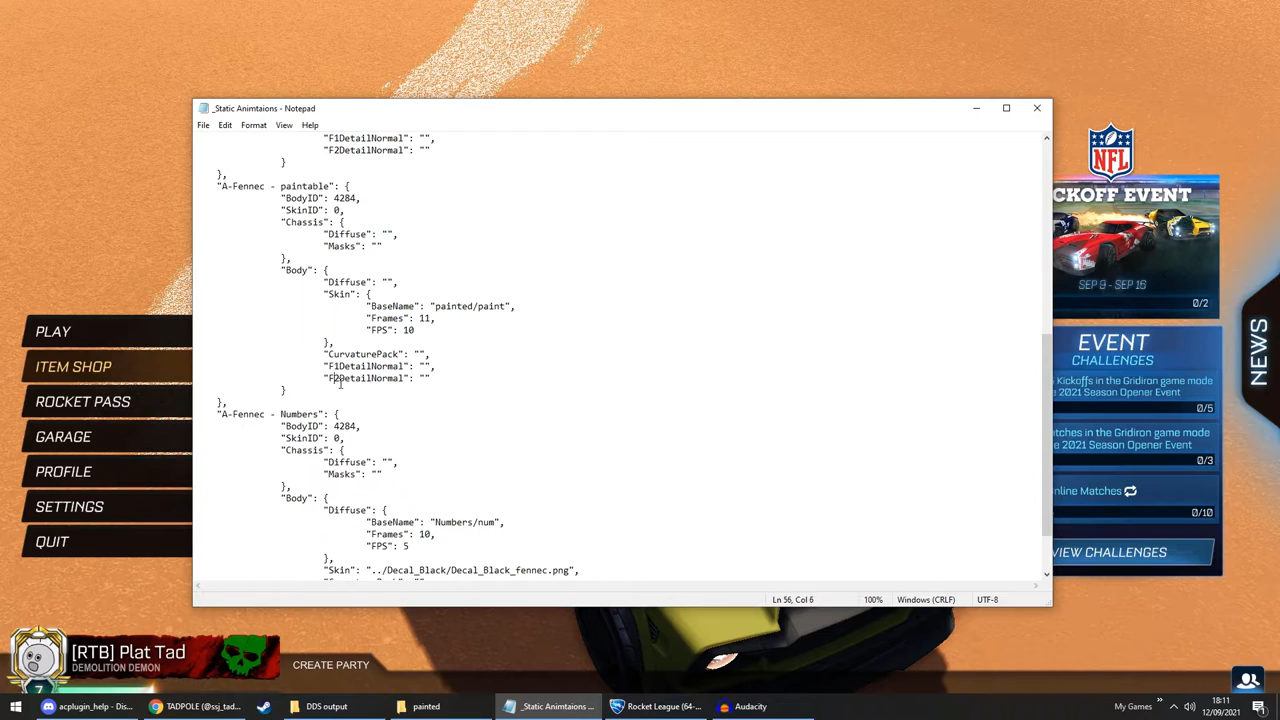 _Static Animtaions - Notepad
File Edit Format View Help
"F1DetailNormal": "",
"F2DetailNormal": ""
}
},
"A-Fennec - paintable": {
"BodyID": 4284,
"SkinID": 0,
"Chassis": {
"Diffuse": "",
"Masks": ""
},
"Body": {
"Diffuse": "",
"Skin": {
"BaseName": "painted/paint",
"Frames": 11,
"FPS": 10
},
"CurvaturePack": "",
"F1DetailNormal": "",
"F2DetailNormal": ""
}
},
"A-Fennec - Numbers": {
"BodyID": 4284,
"SkinID": 0,
"Chassis": {
"Diffuse": "",
"Masks": ""
},
"Body": {
"Diffuse": {
"BaseName": "Numbers/num",
"Frames": 10,
"FPS": 5
},
"Skin": "../Decal_Black/Decal_Black_fennec.png",
Ln 56, Col 6 100% Windows (CRLF) UTF-8
PLAY
ITEM SHOP
ROCKET PASS
GARAGE
PROFILE
SETTINGS
QUIT
NFL
CKOFF EVENT
SEP 9 - SEP 16
0/2
EVENT
CHALLENGES
Kickoffs in the Gridiron game mode
2021 Season Opener Event
0/5
tches in the Gridiron game mode
2021 Season Opener Event
0/3
nline Matches
0/10
VIEW CHALLENGES
NEWS
[RTB] Plat Tad
DEMOLITION DEMON
7
CREATE PARTY
acplugin_help - Dis...
TADPOLE (@ssj_tad...
DDS output
painted
_Static Animtaions ...
Rocket League (64-...
Audacity
My Games
18:11
12/09/2021